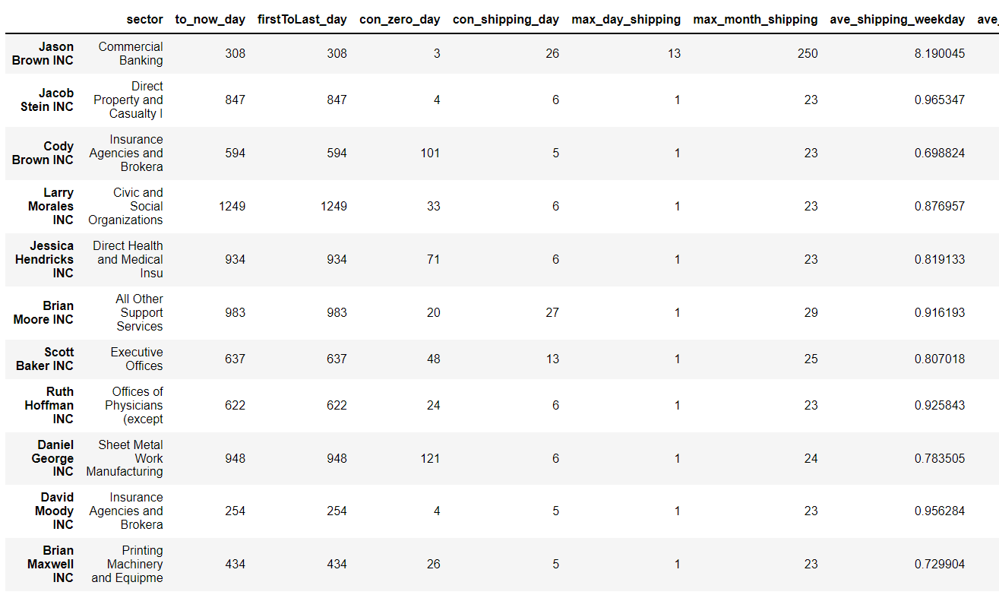 sector to_now_day firstToLast_day con_zero_day con_shipping_day max_day_shipping max_month_shipping ave_shipping_weekday ave_
Jason Commercial
Brown INC Banking 308 308 3 26 13 250 8.190045
Direct
Jacob Property and 847 847 4 6 1 23 0.965347
Stein INC Casualty I
Insurance
Cody Agencies and 594 594 101 5 1 23 0.698824
Brown INC Brokera
Larry Civic and
Morales Social 1249 1249 33 6 1 23 0.876957
INC Organizations
Jessica Direct Health
Hendricks and Medical 934 934 71 6 1 23 0.819133
INC Insu
All Other
Brian Support 983 983 20 27 1 29 0.916193
Moore INC Services
Scott Executive
Baker INC Offices 637 637 48 13 1 25 0.807018
Ruth Offices of
Hoffman Physicians 622 622 24 6 1 23 0.925843
INC (except
Daniel Sheet Metal
George Work 948 948 121 6 1 24 0.783505
INC Manufacturing
David Insurance
Moody Agencies and 254 254 4 5 1 23 0.956284
INC Brokera
Brian Printing
Maxwell Machinery 434 434 26 5 1 23 0.729904
INC and Equipme